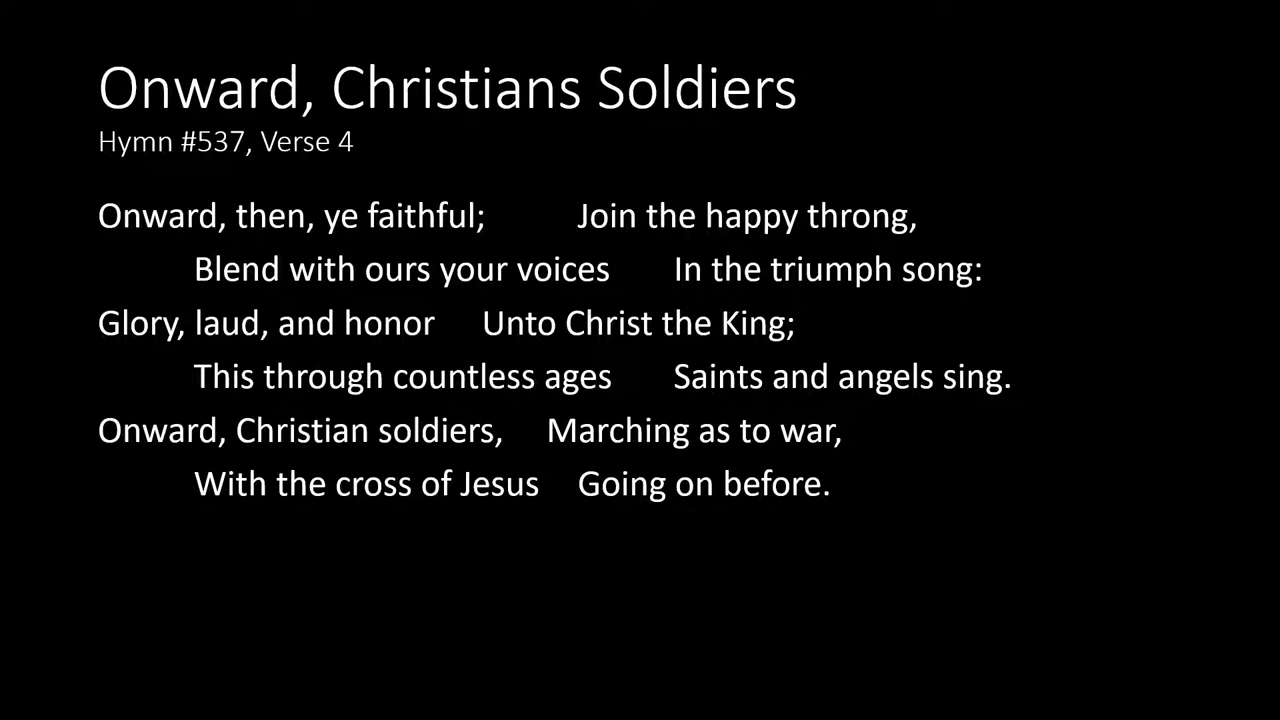 Onward, Christians Soldiers
Hymn #537, Verse 4
Onward, then, ye faithful; Join the happy throng,
Blend with ours your voices In the triumph song:
Glory, laud, and honor Unto Christ the King;
This through countless ages Saints and angels sing.
Onward, Christian soldiers, Marching as to war,
With the cross of Jesus Going on before.